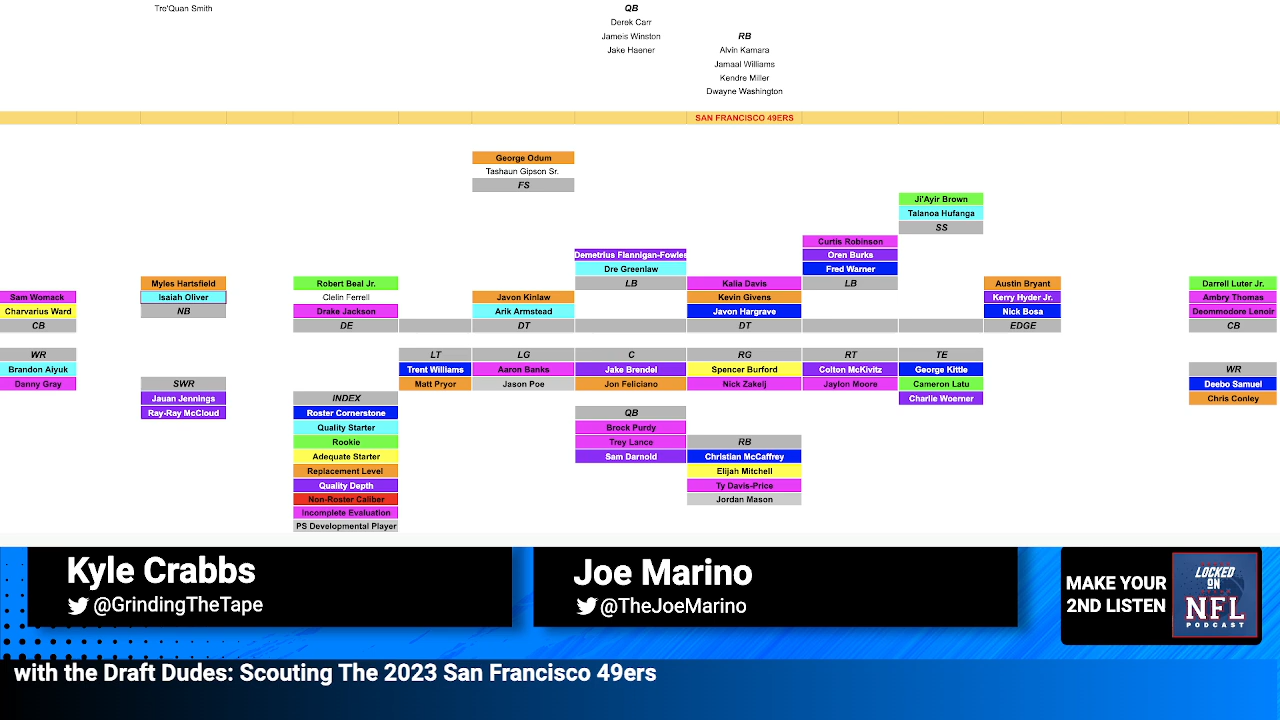 Tre'Quan Smith
QB
Derek Carr
Jameis Winston
Jake Haener
RB
Alvin Kamara
Jamaal Williams
Kendre Miller
Dwayne Washington
SAN FRANCISCO 49ERS
George Odum
Tashaun Gipson Sr.
FS
Ji'Ayir Brown
Talanoa Hufanga
SS
Demetrius Flannigan-Fowles
Dre Greenlaw
LB
Curtis Robinson
Oren Burks
Fred Warner
LB
Sam Womack
Charvarius Ward
CB
Myles Hartsfield
Isaiah Oliver
NB
Robert Beal Jr.
Clelin Ferrell
Drake Jackson
DE
Javon Kinlaw
Arik Armstead
DT
Kalia Davis
Kevin Givens
Javon Hargrave
DT
Austin Bryant
Kerry Hyder Jr.
Nick Bosa
EDGE
Darrell Luter Jr.
Ambry Thomas
Deommodore Lenoir
CB
WR
Brandon Aiyuk
Danny Gray
SWR
Jauan Jennings
Ray-Ray McCloud
LT
Trent Williams
Matt Pryor
LG
Aaron Banks
Jason Poe
C
Jake Brendel
Jon Feliciano
RG
Spencer Burford
Nick Zakelj
RT
Colton McKivitz
Jaylon Moore
TE
George Kittle
Cameron Latu
Charlie Woerner
WR
Deebo Samuel
Chris Conley
INDEX
Roster Cornerstone
Quality Starter
Rookie
Adequate Starter
Replacement Level
Quality Depth
Non-Roster Caliber
Incomplete Evaluation
PS Developmental Player
QB
Brock Purdy
Trey Lance
Sam Darnold
RB
Christian McCaffrey
Elijah Mitchell
Ty Davis-Price
Jordan Mason
Kyle Crabbs
@GrindingTheTape
Joe Marino
@TheJoeMarino
MAKE YOUR
2ND LISTEN
LOCKED
ON
NFL
PODCAST
with the Draft Dudes: Scouting The 2023 San Francisco 49ers